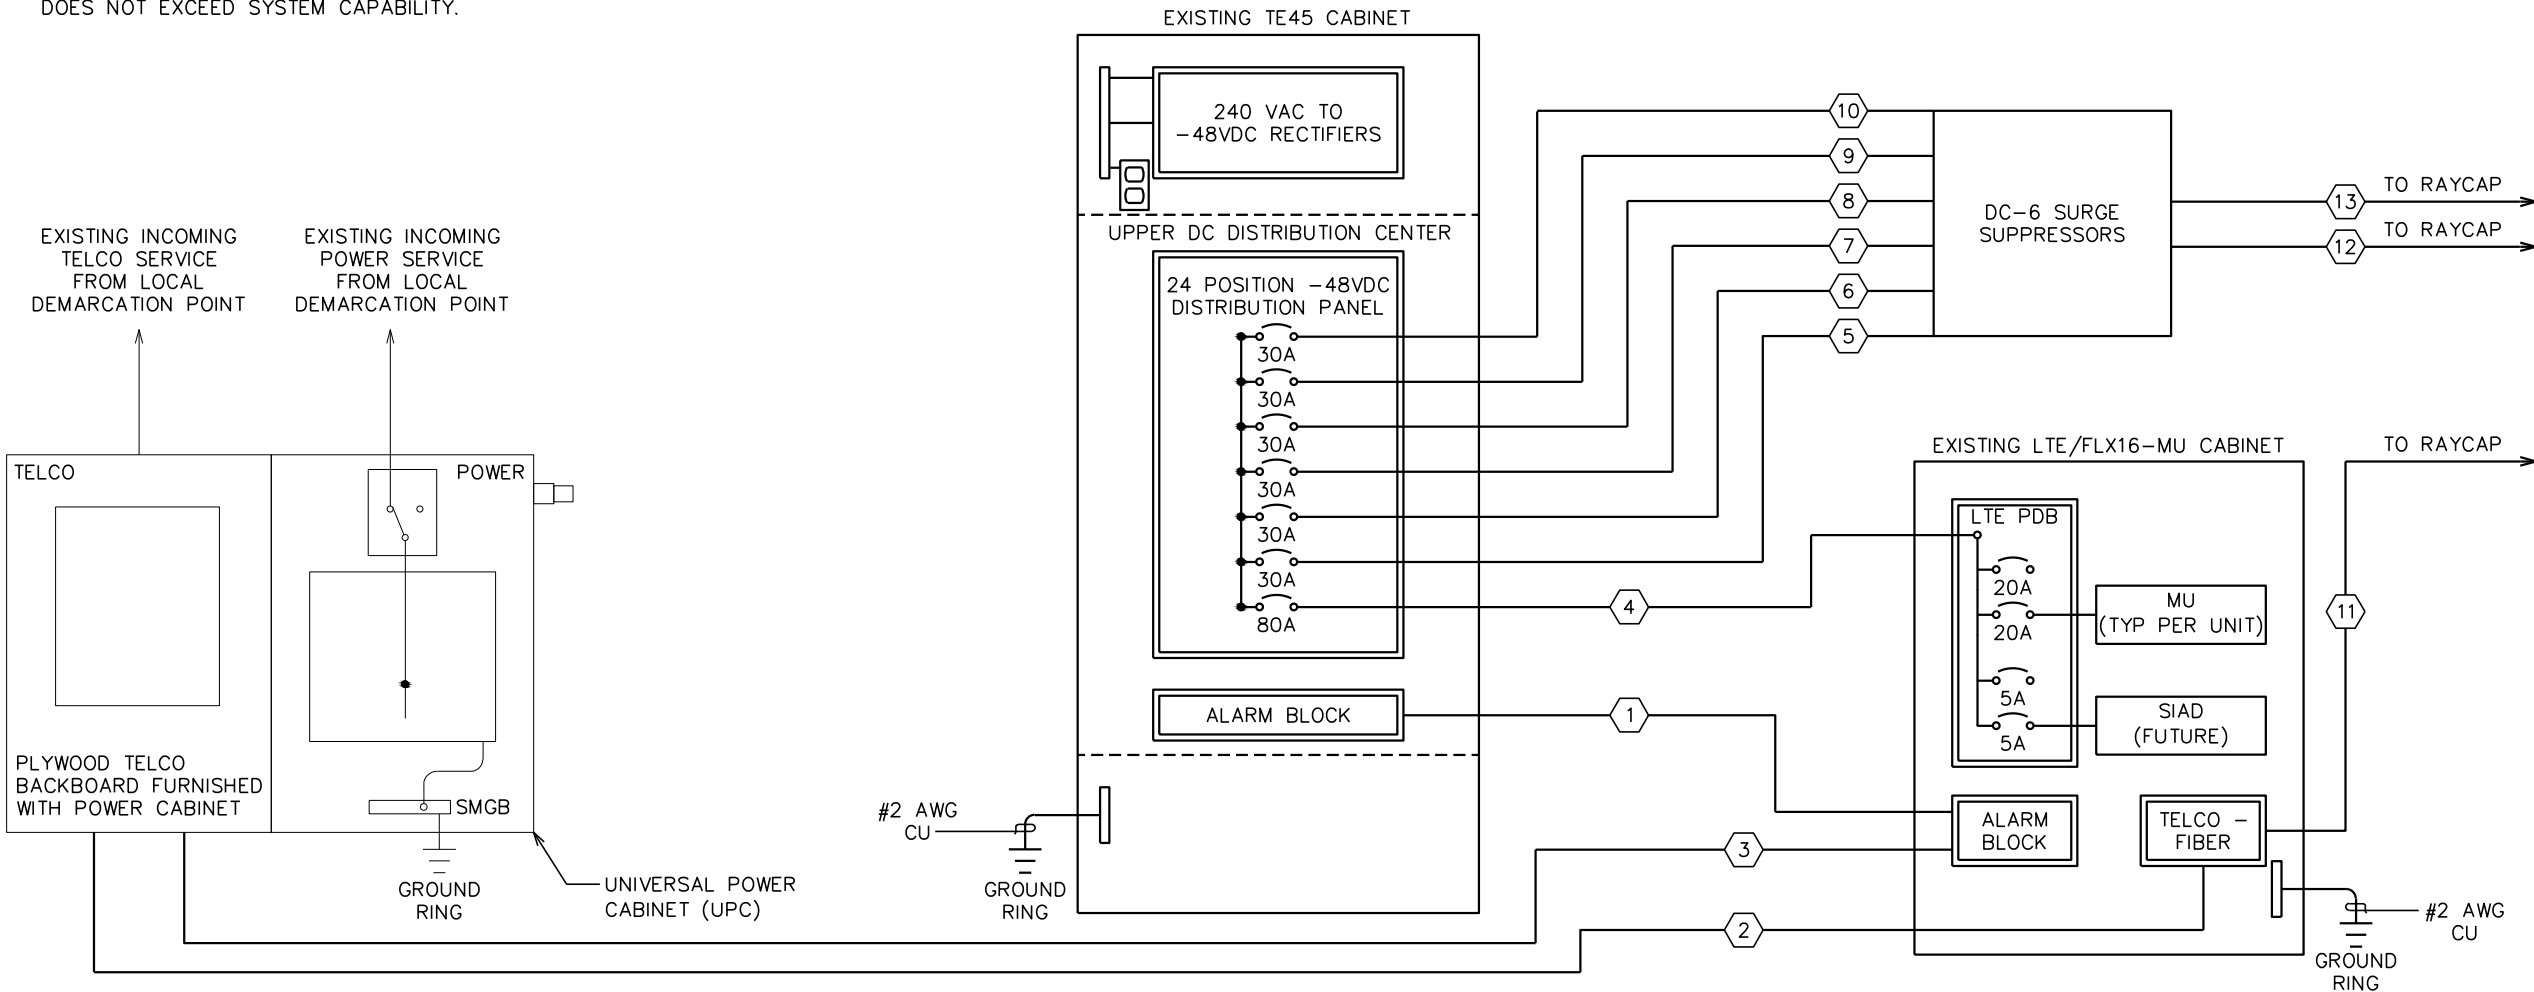 DOES NOT EXCEED SYSTEM CAPABILITY.
EXISTING INCOMING
TELCO SERVICE
FROM LOCAL
DEMARCATION POINT
EXISTING INCOMING
POWER SERVICE
FROM LOCAL
DEMARCATION POINT
TELCO
POWER
PLYWOOD TELCO
BACKBOARD FURNISHED
WITH POWER CABINET
SMGB
GROUND
RING
UNIVERSAL POWER
CABINET (UPC)
EXISTING TE45 CABINET
240 VAC TO
-48VDC RECTIFIERS
UPPER DC DISTRIBUTION CENTER
24 POSITION -48VDC
DISTRIBUTION PANEL
30A
30A
30A
30A
30A
30A
80A
ALARM BLOCK
#2 AWG
CU
GROUND
RING
10
9
8
7
6
5
4
1
3
2
DC-6 SURGE
SUPPRESSORS
13
TO RAYCAP
12
TO RAYCAP
EXISTING LTE/FLX16-MU CABINET
TO RAYCAP
11
LTE PDB
20A
20A
5A
5A
MU
(TYP PER UNIT)
SIAD
(FUTURE)
ALARM
BLOCK
TELCO -
FIBER
#2 AWG
CU
GROUND
RING